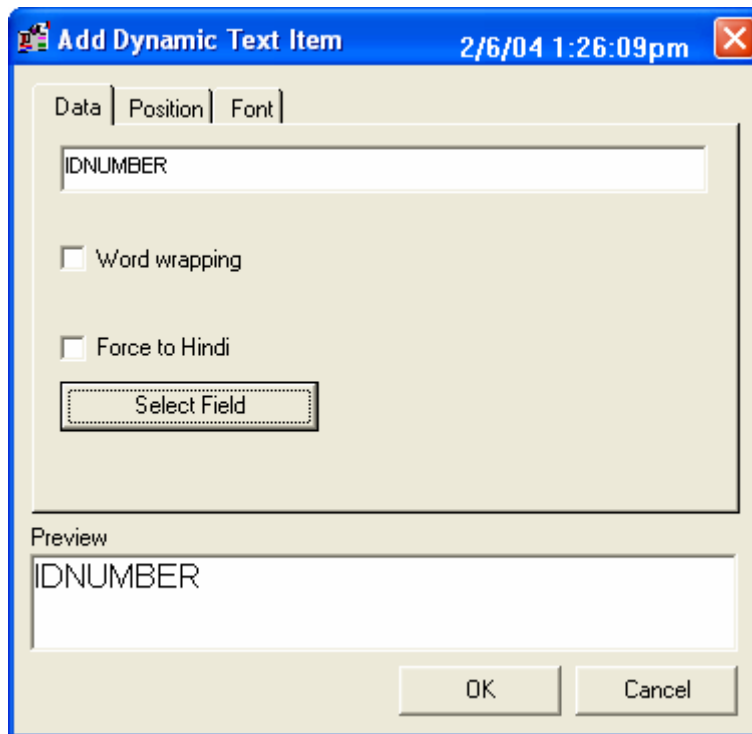 Add Dynamic Text Item 2/6/04 1:26:09pm
Data Position Font
IDNUMBER
Word wrapping
Force to Hindi
Select Field
Preview
IDNUMBER
OK Cancel